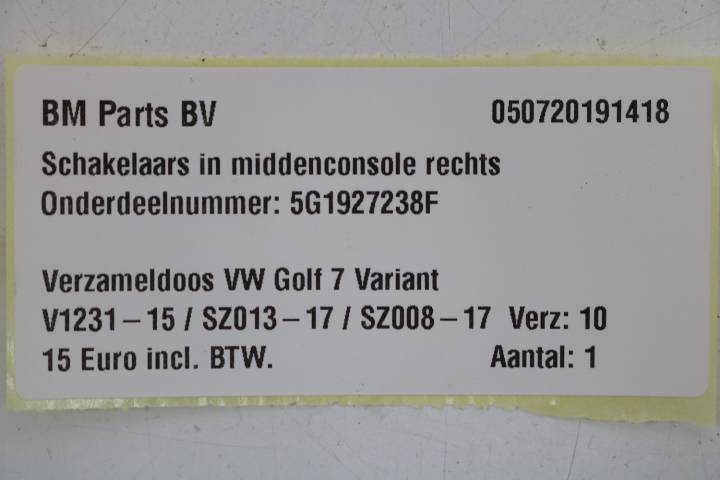 BM Parts BV 050720191418
Schakelaars in middenconsole rechts
Onderdeelnummer: 5G1927238F
Verzameldoos VW Golf 7 Variant
V1231-15 / SZ013-17 / SZ008-17 Verz: 10
15 Euro incl. BTW. Aantal: 1